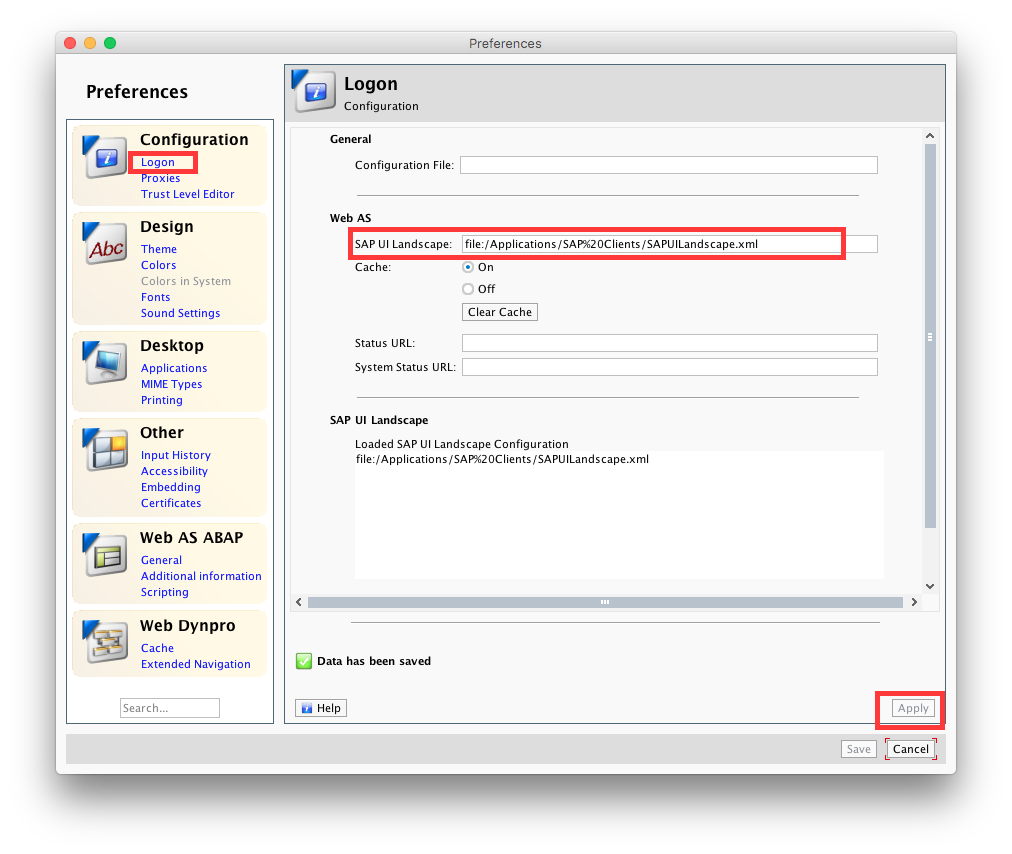 Preferences
Preferences
Configuration
Logon
Proxies
Trust Level Editor
Abc
Design
Theme
Colors
Colors in System
Fonts
Sound Settings
Desktop
Applications
MIME Types
Printing
Other
Input History
Accessibility
Embedding
Certificates
Web AS ABAP
General
Additional information
Scripting
Web Dynpro
Cache
Extended Navigation
Search...
Logon
Configuration
General
Configuration File:
Web AS
SAP UI Landscape: file:/Applications/SAP%20Clients/SAPUILandscape.xml
Cache: On
Off
Clear Cache
Status URL:
System Status URL:
SAP UI Landscape
Loaded SAP UI Landscape Configuration
file:/Applications/SAP%20Clients/SAPUILandscape.xml
Data has been saved
Help Apply
Save Cancel